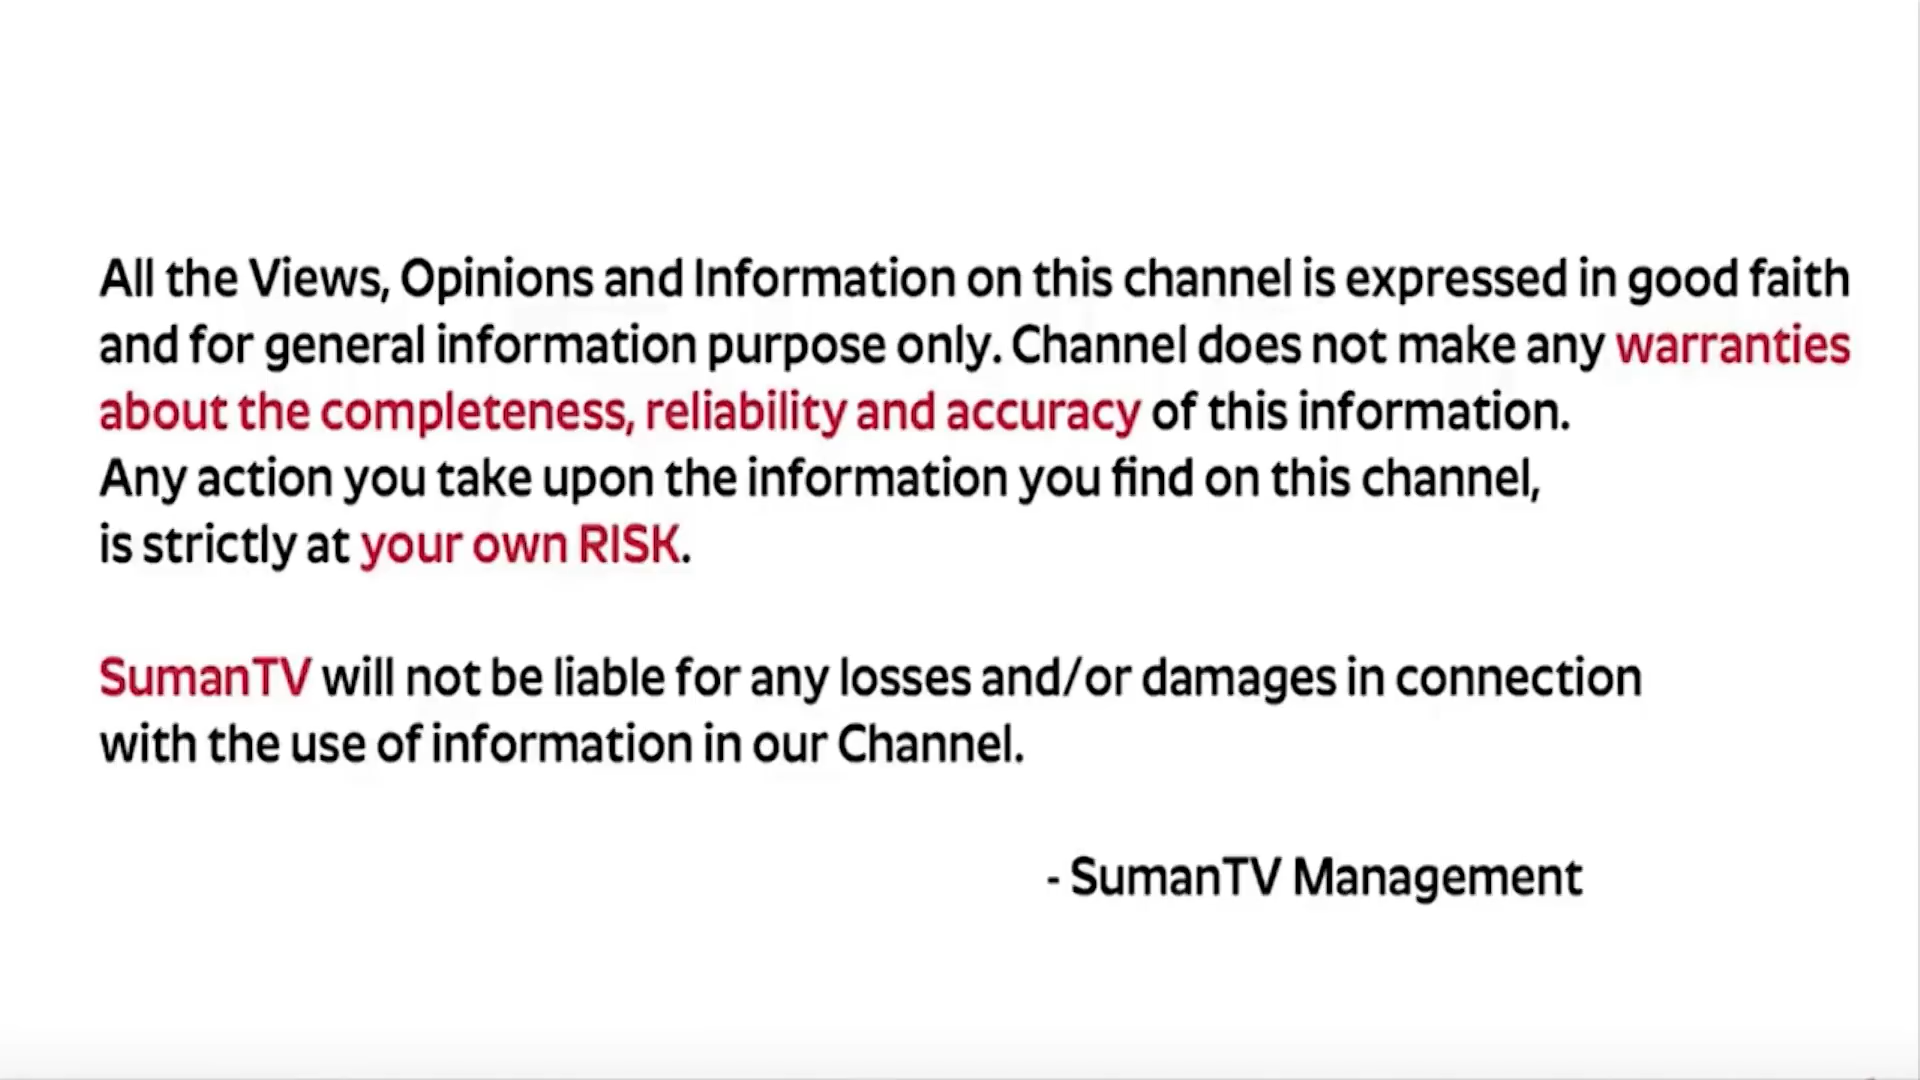 All the Views, Opinions and Information on this channel is expressed in good faith
and for general information purpose only. Channel does not make any warranties
about the completeness, reliability and accuracy of this information.
Any action you take upon the information you find on this channel,
is strictly at your own RISK.
SumanTV will not be liable for any losses and/or damages in connection
with the use of information in our Channel.
- SumanTV Management